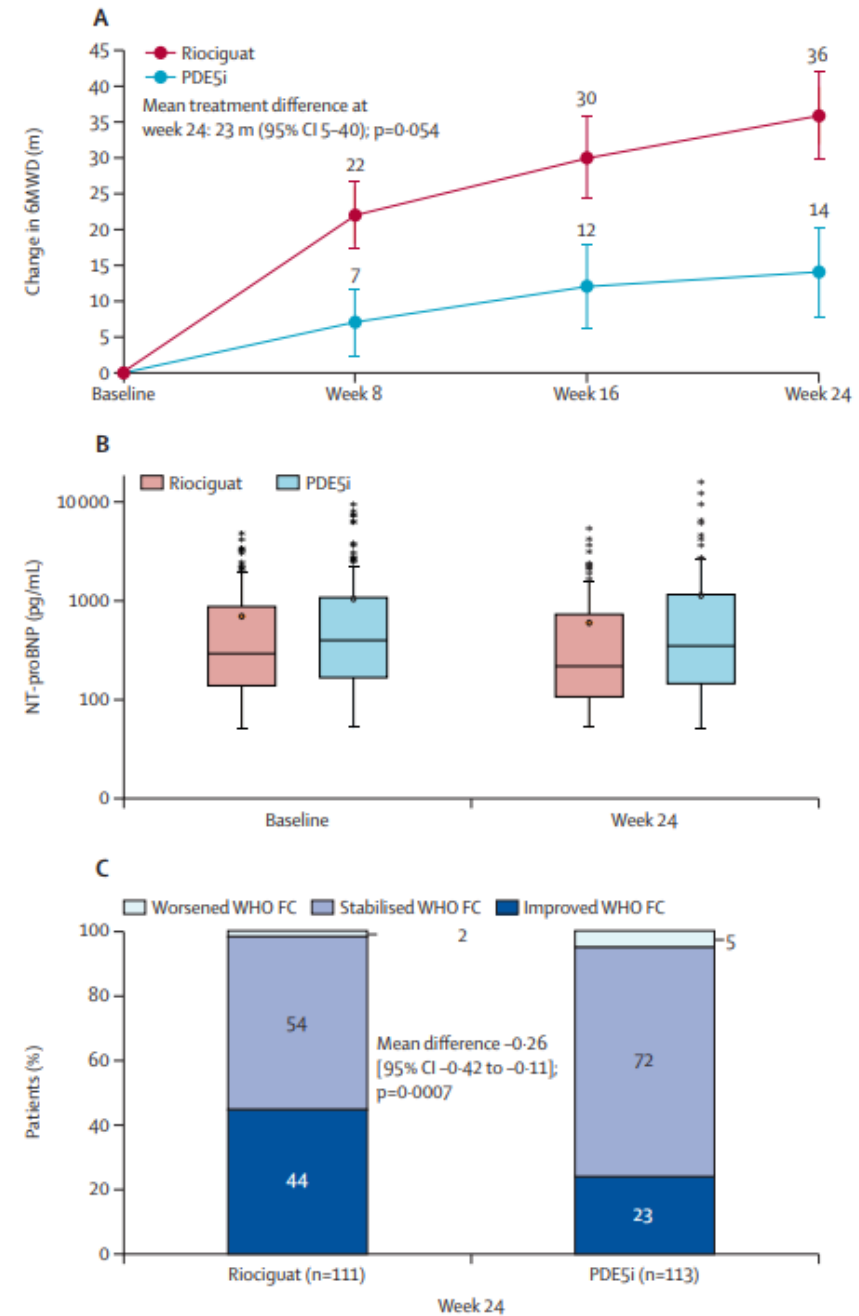 A
45
40
35
30
25
20
15
10
5
0
Change in 6MWD (m)
Riociguat
PDE5i
Mean treatment difference at
week 24: 23 m (95% CI 5–40); p=0·054
22
30
36
7
12
14
Baseline Week 8 Week 16 Week 24
B
Riociguat PDE5i
10 000
1000
100
0
NT-proBNP (pg/mL)
Baseline Week 24
C
Worsened WHO FC Stabilised WHO FC Improved WHO FC
100
80
60
40
20
0
Patients (%)
2
54
44
Mean difference –0·26
[95% CI –0·42 to –0·11];
p=0·0007
5
72
23
Riociguat (n=111) PDE5i (n=113)
Week 24